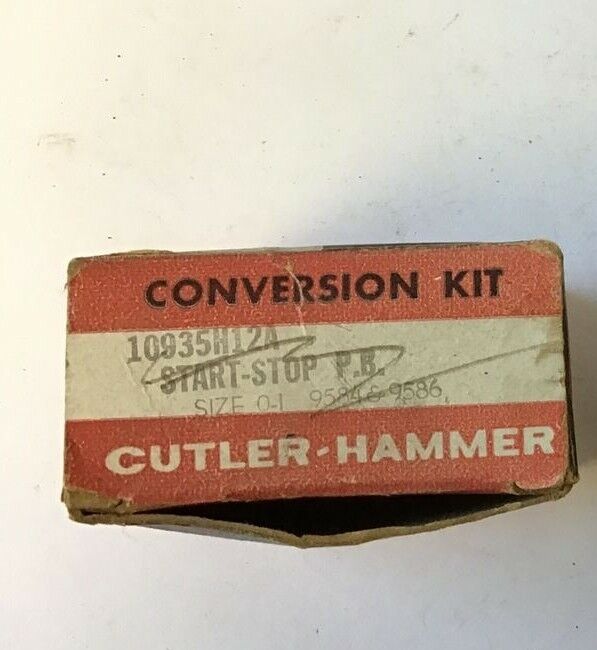 CONVERSION KIT
10935H12A
START-STOP P.B.
SIZE 0-1 9584 & 9586
CUTLER-HAMMER